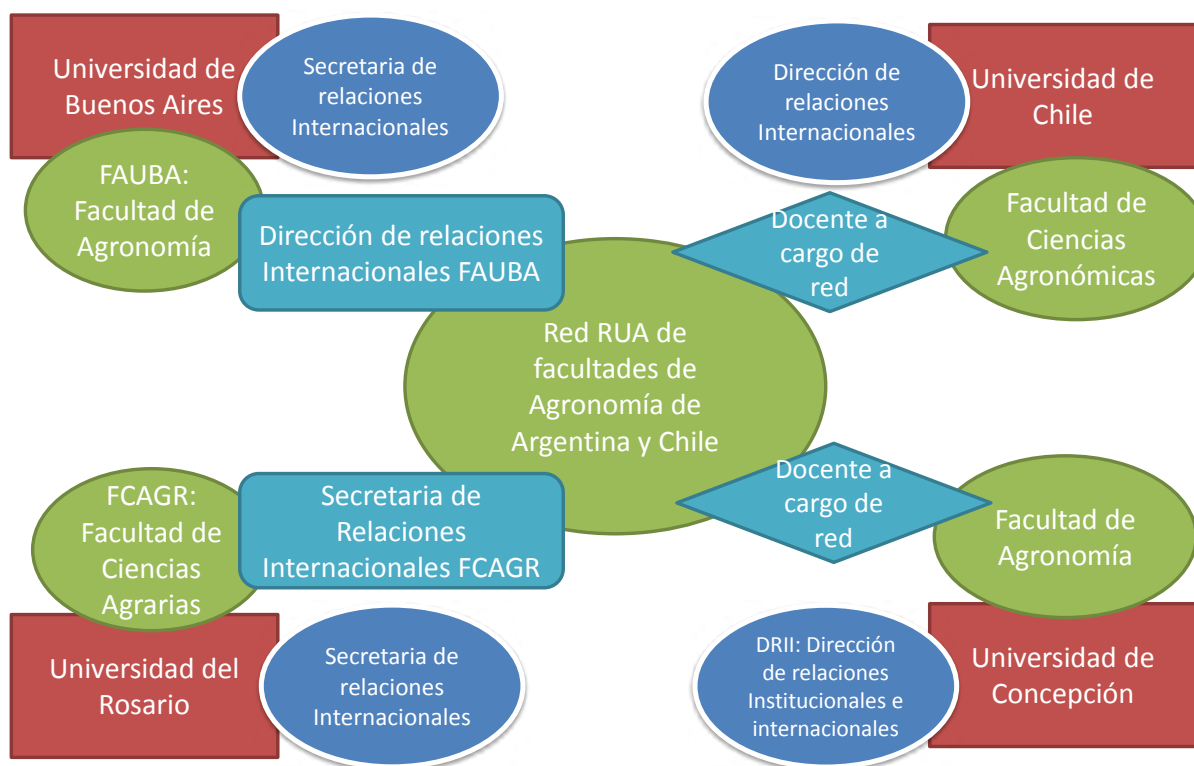 Universidad de
Buenos Aires
Secretaria de
relaciones
Internacionales
Dirección de
relaciones
Internacionales
Universidad de
Chile
FAUBA:
Facultad de
Agronomía
Dirección de relaciones
Internacionales FAUBA
Docente a
cargo de
red
Facultad de
Ciencias
Agronómicas
Red RUA de
facultades de
Agronomía de
Argentina y Chile
FCAGR:
Facultad de
Ciencias
Agrarias
Secretaria de
Relaciones
Internacionales FCAGR
Docente a
cargo de
red
Facultad de
Agronomía
Universidad del
Rosario
Secretaria de
relaciones
Internacionales
DRII: Dirección
de relaciones
Institucionales e
internacionales
Universidad de
Concepción